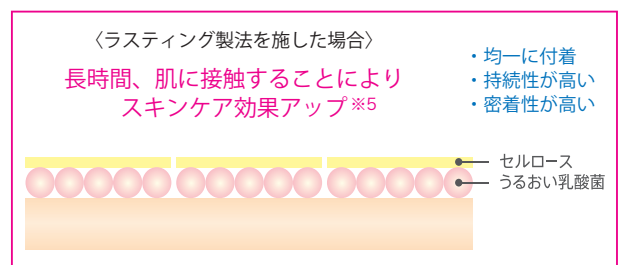 〈ラスティング製法を施した場合〉
長時間、肌に接触することにより
スキンケア効果アップ※5
・均一に付着
・持続性が高い
・密着性が高い
セルロース
うるおい乳酸菌